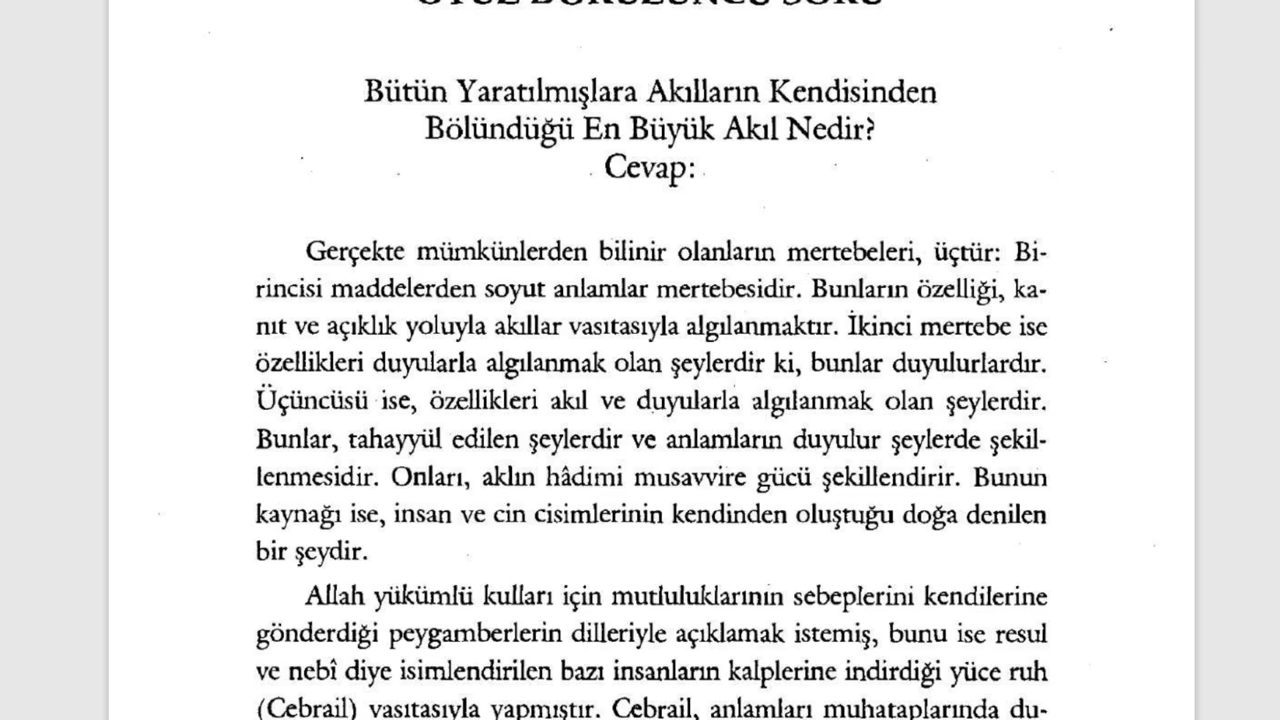 Bütün Yaratılmışlara Akılların Kendisinden
Bölündüğü En Büyük Akıl Nedir?
Cevap:
Gerçekte mümkünlerden bilinir olanların mertebeleri, üçtür: Bi-
rincisi maddelerden soyut anlamlar mertebesidir. Bunların özelliği, ka-
nıt ve açıklık yoluyla akıllar vasıtasıyla algılanmaktır. İkinci mertebe ise
özellikleri duyularla algılanmak olan şeylerdir ki, bunlar duyulurlardır.
Üçüncüsü ise, özellikleri akıl ve duyularla algılanmak olan şeylerdir.
Bunlar, tahayyül edilen şeylerdir ve anlamların duyulur şeylerde şekil-
lenmesidir. Onları, aklın hâdimi musavvire gücü şekillendirir. Bunun
kaynağı ise, insan ve cin cisimlerinin kendinden oluştuğu doğa denilen
bir şeydir.
Allah yükümlü kulları için mutluluklarının sebeplerini kendilerine
gönderdiği peygamberlerin dilleriyle açıklamak istemiş, bunu ise resul
ve nebî diye isimlendirilen bazı insanların kalplerine indirdiği yüce ruh
(Cebrail) vasıtasıyla yapmıştır. Cebrail, anlamları muhataplarında du-